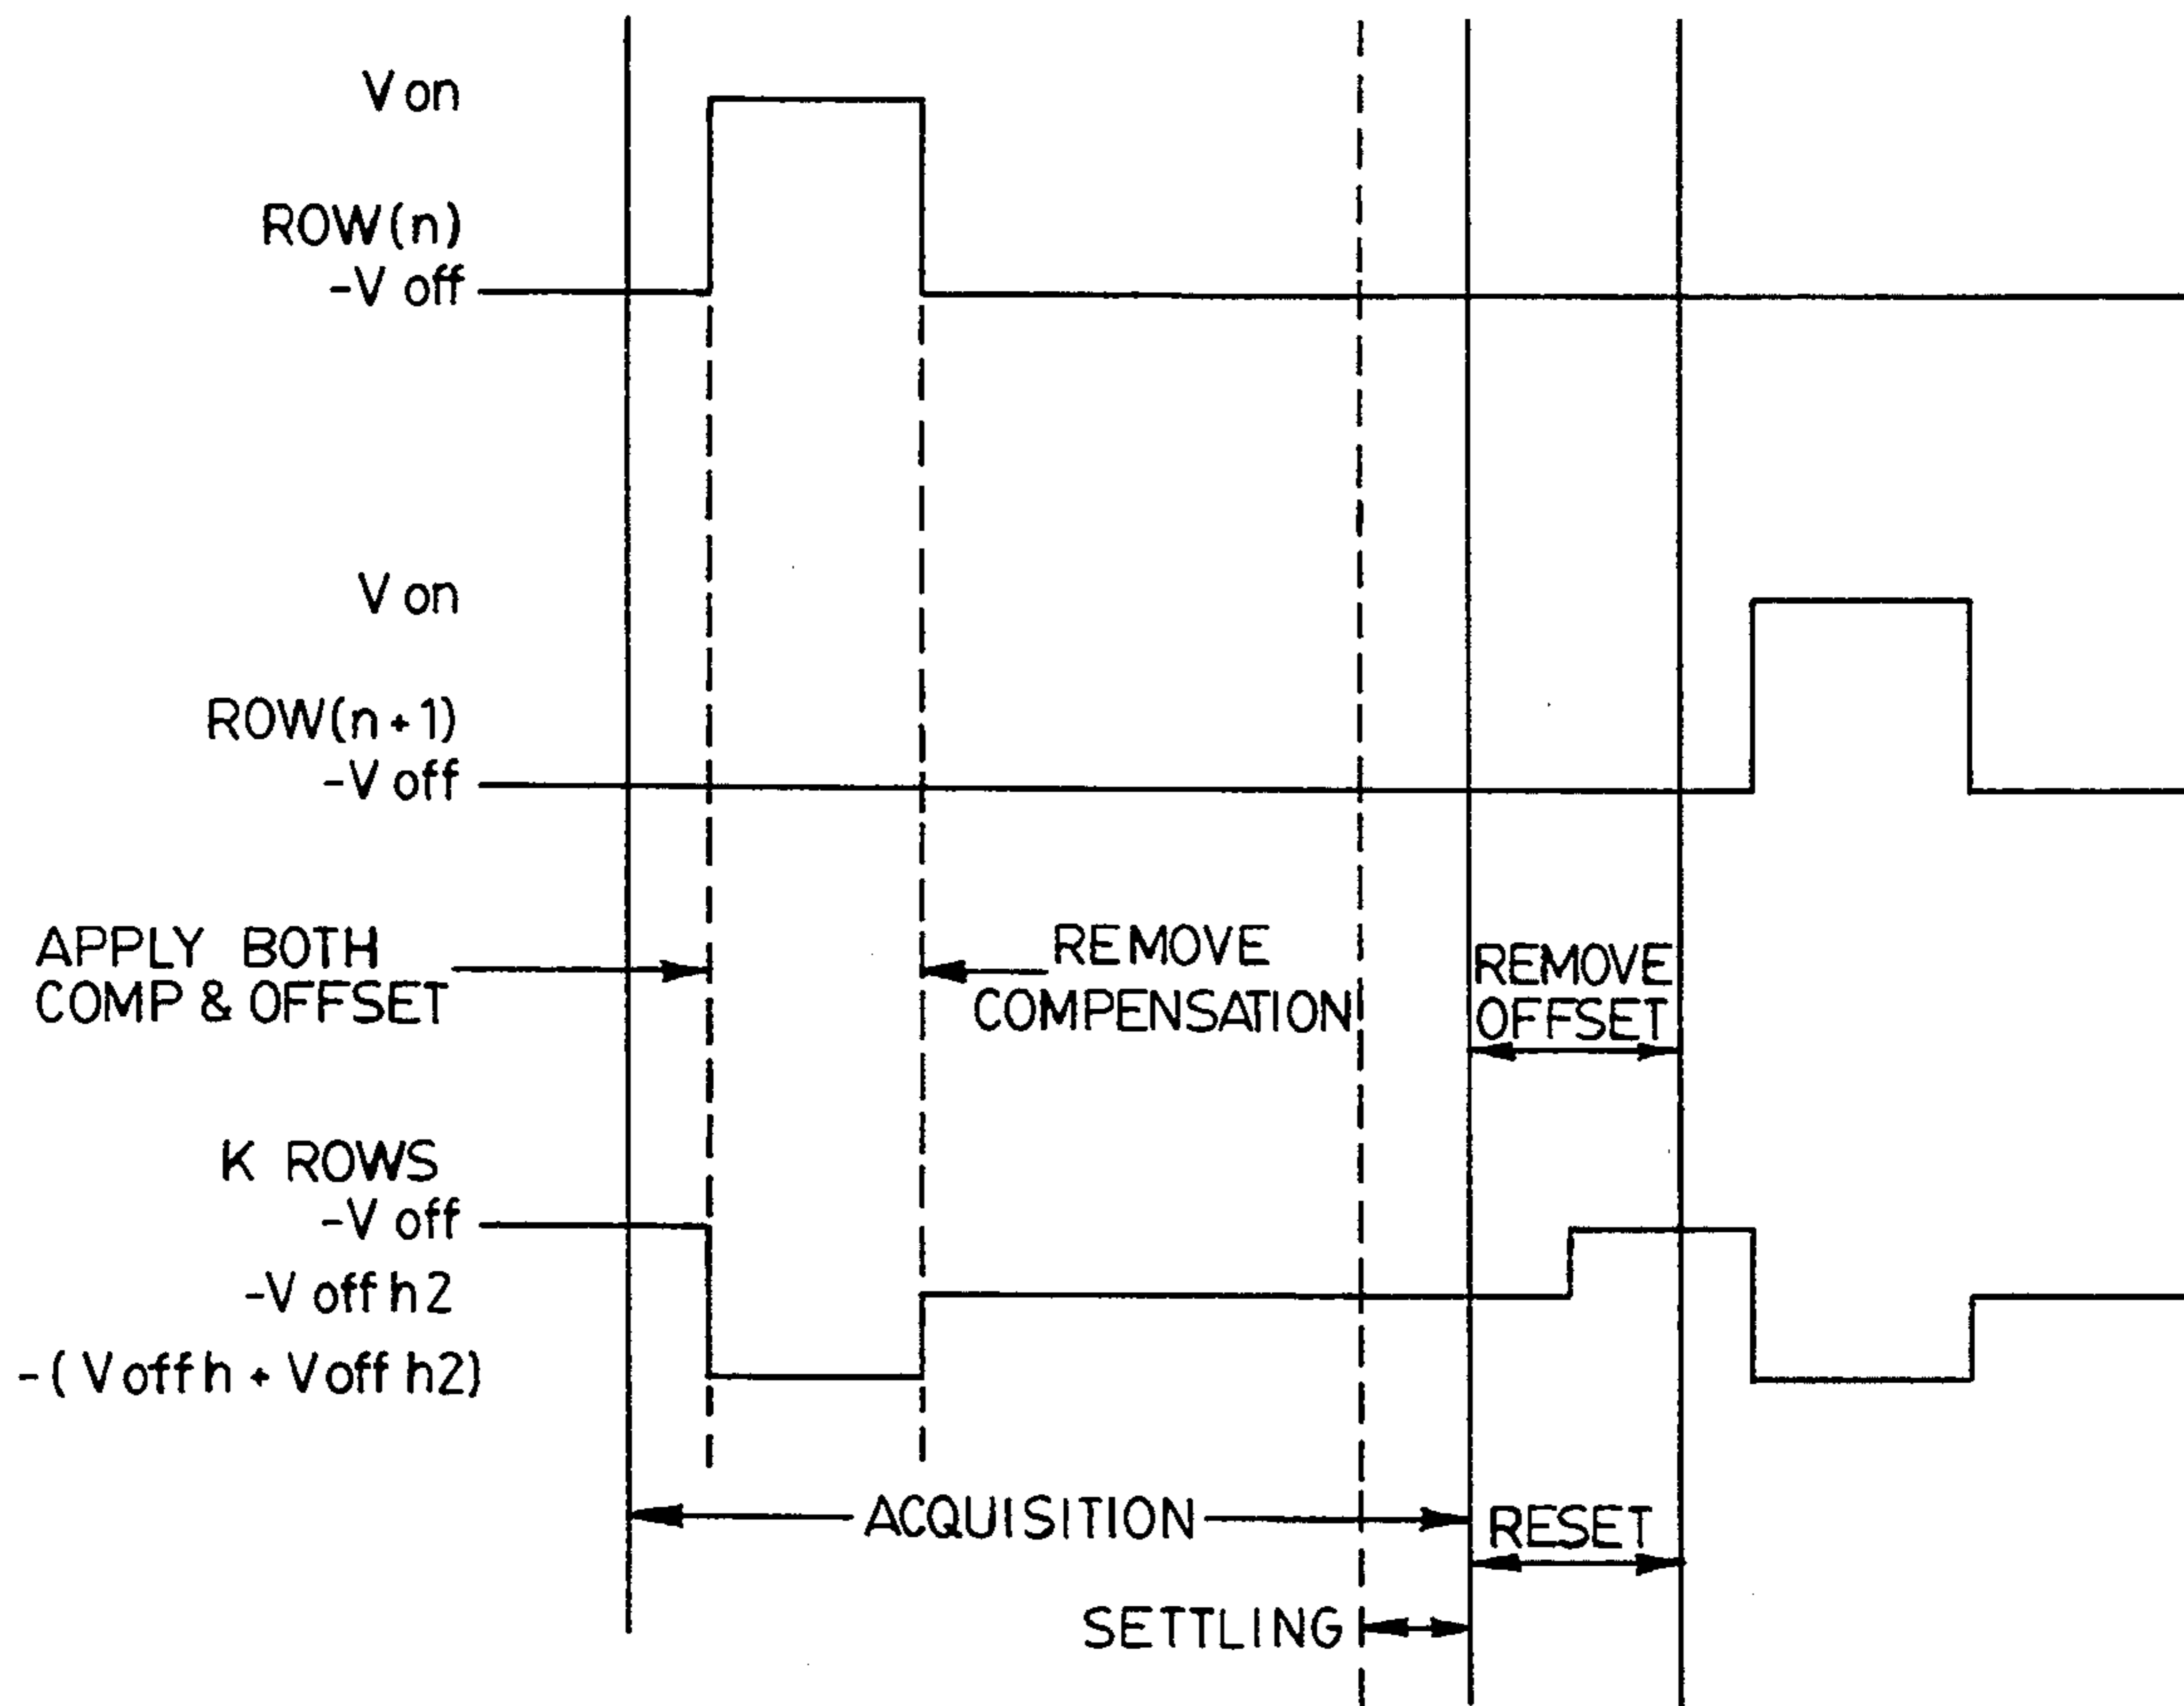 V on
ROW(n)
-V off
V on
ROW(n+1)
-V off
APPLY BOTH
COMP & OFFSET
REMOVE
COMPENSATION
REMOVE
OFFSET
K ROWS
-V off
-V off h2
-( V off h + V off h2)
ACQUISITION
RESET
SETTLING